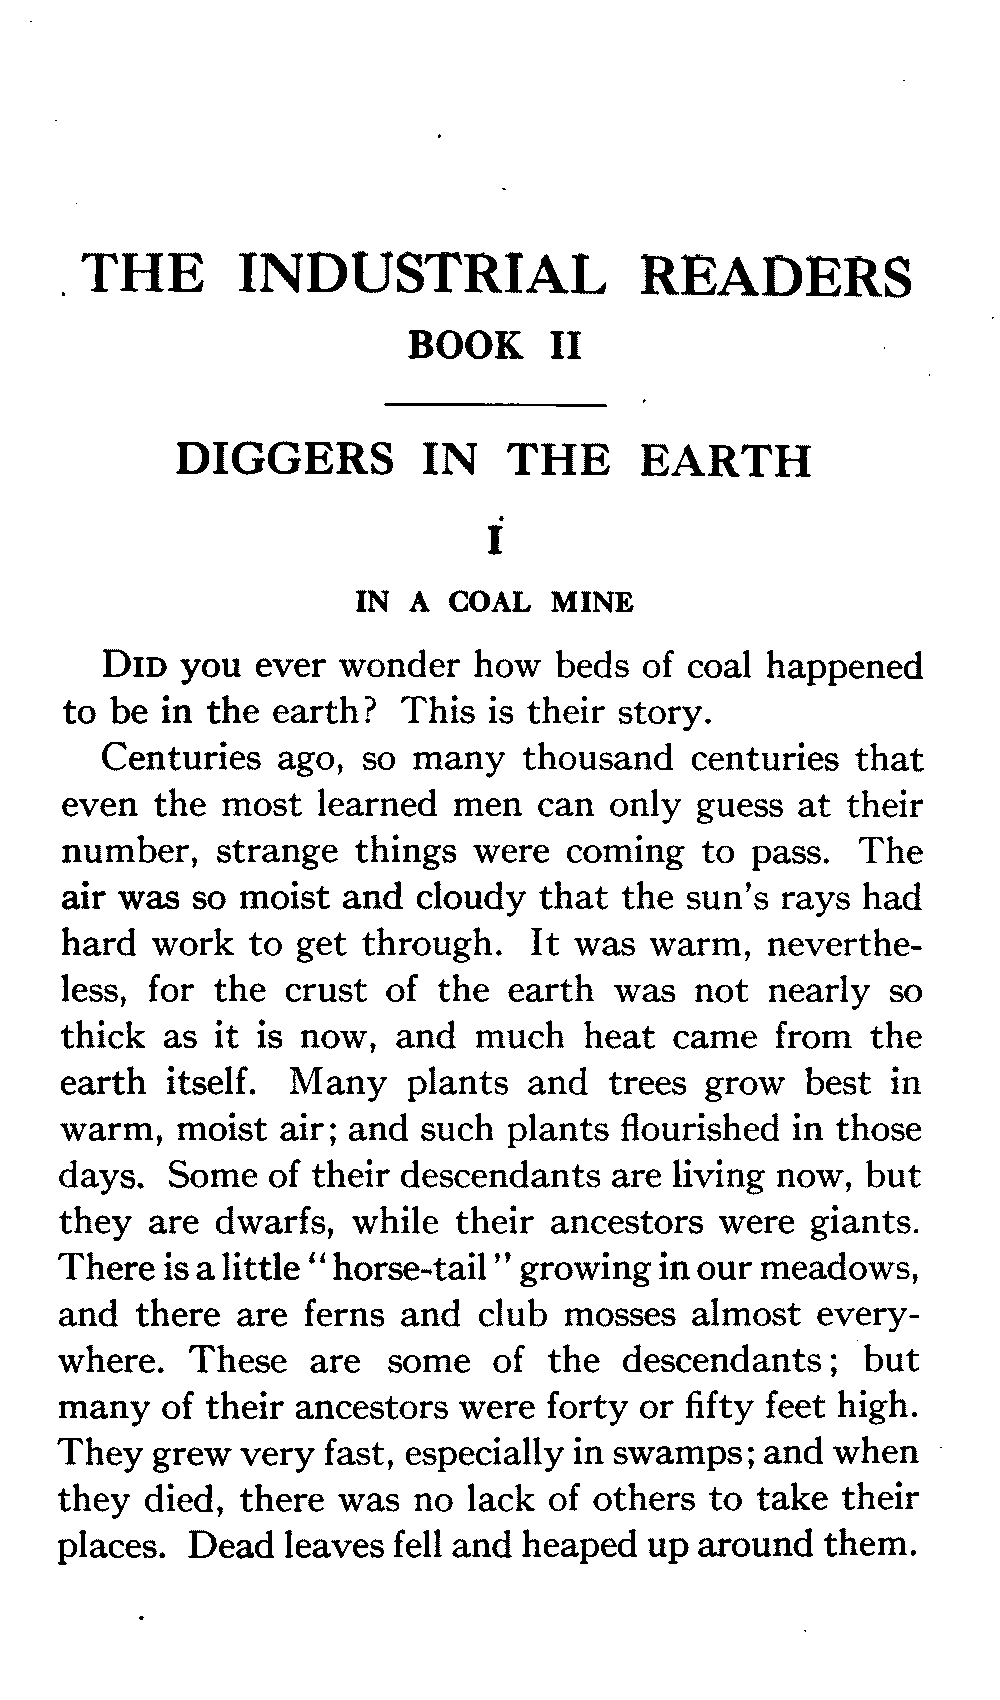 THE INDUSTRIAL READERS
BOOK II
DIGGERS IN THE EARTH
I
IN A COAL MINE
DID you ever wonder how beds of coal happened
to be in the earth? This is their story.
Centuries ago, so many thousand centuries that
even the most learned men can only guess at their
number, strange things were coming to pass. The
air was so moist and cloudy that the sun's rays had
hard work to get through. It was warm, neverthe-
less, for the crust of the earth was not nearly so
thick as it is now, and much heat came from the
earth itself. Many plants and trees grow best in
warm, moist air; and such plants flourished in those
days. Some of their descendants are living now, but
they are dwarfs, while their ancestors were giants.
There is a little "horse-tail" growing in our meadows,
and there are ferns and club mosses almost every-
where. These are some of the descendants; but
many of their ancestors were forty or fifty feet high.
They grew very fast, especially in swamps; and when
they died, there was no lack of others to take their
places. Dead leaves fell and heaped up around them.